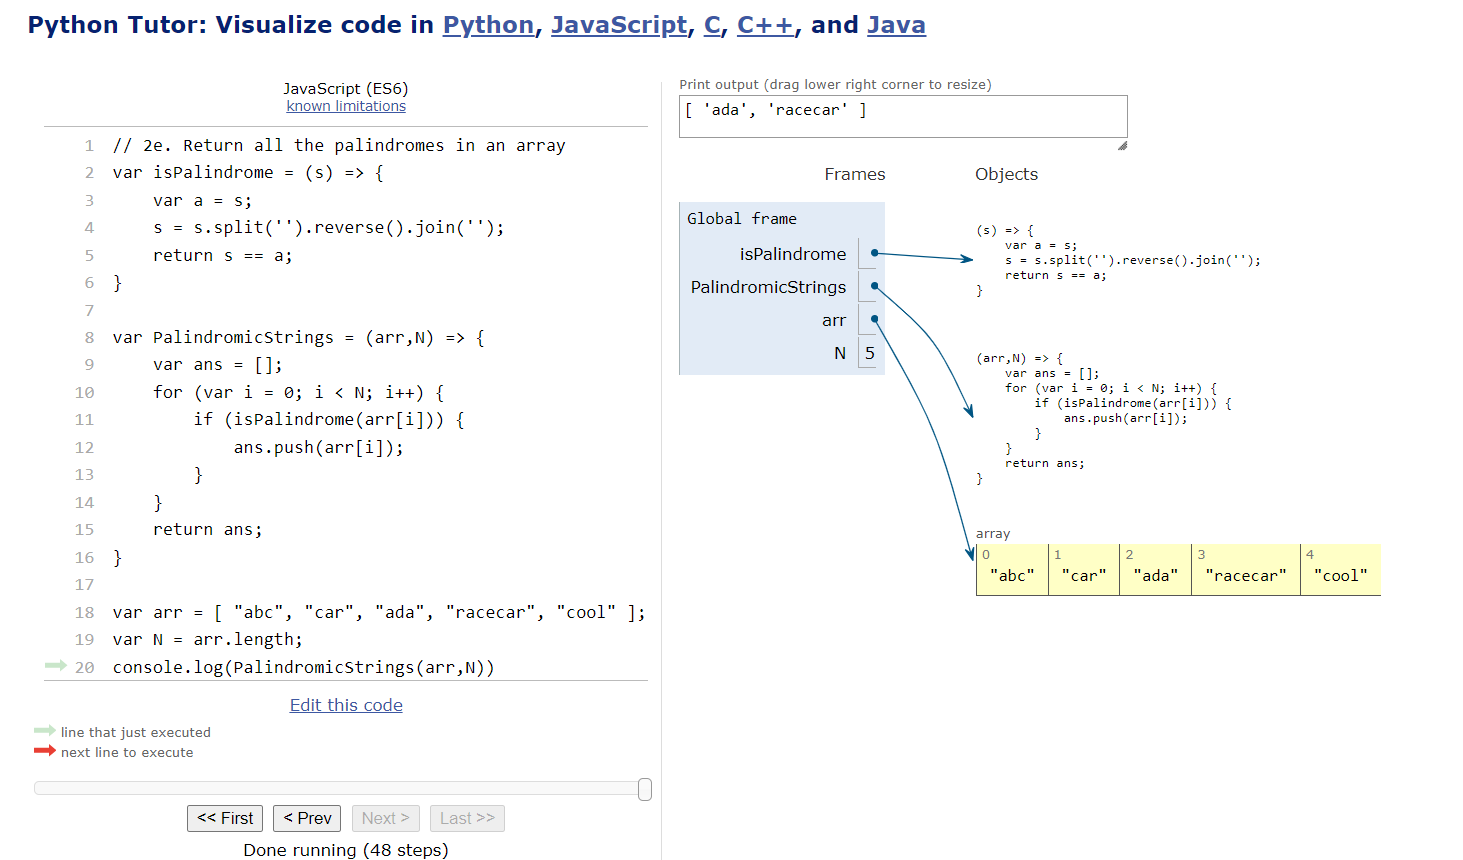 Python Tutor: Visualize code in Python, JavaScript, C, C++, and Java
JavaScript (ES6)
known limitations
1 // 2e. Return all the palindromes in an array
2 var isPalindrome = (s) => {
3     var a = s;
4     s = s.split('').reverse().join('');
5     return s == a;
6 }
7
8 var PalindromicStrings = (arr,N) => {
9     var ans = [];
10     for (var i = 0; i < N; i++) {
11         if (isPalindrome(arr[i])) {
12             ans.push(arr[i]);
13         }
14     }
15     return ans;
16 }
17
18 var arr = [ "abc", "car", "ada", "racecar", "cool" ];
19 var N = arr.length;
20 console.log(PalindromicStrings(arr,N))
Edit this code
line that just executed
next line to execute
<< First < Prev Next > Last >>
Done running (48 steps)
Print output (drag lower right corner to resize)
[ 'ada', 'racecar' ]
Frames Objects
Global frame
isPalindrome
PalindromicStrings
arr
N 5
(s) => {
    var a = s;
    s = s.split('').reverse().join('');
    return s == a;
}
(arr,N) => {
    var ans = [];
    for (var i = 0; i < N; i++) {
        if (isPalindrome(arr[i])) {
            ans.push(arr[i]);
        }
    }
    return ans;
}
array
0 1 2 3 4
"abc" "car" "ada" "racecar" "cool"